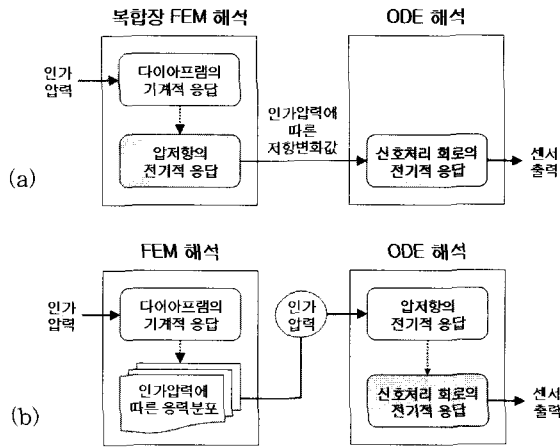 복합장 FEM 해석
ODE 해석
인가
압력
다이아프램의
기계적 응답
압저항의
전기적 응답
인가압력에
따른
저항변화값
신호처리 회로의
전기적 응답
센서
출력
(a)
FEM 해석
ODE 해석
인가
압력
다이아프램의
기계적 응답
인가압력에
따른 응력분포
인가
압력
압저항의
전기적 응답
신호처리 회로의
전기적 응답
센서
출력
(b)